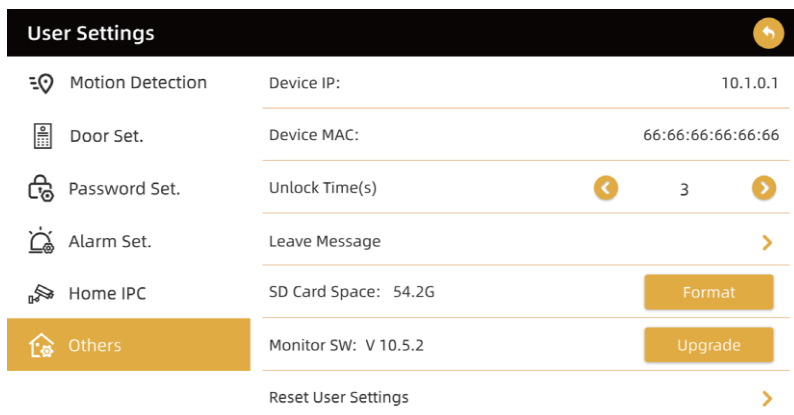 User Settings
Motion Detection
Door Set.
Password Set.
Alarm Set.
Home IPC
Others
Device IP: 10.1.0.1
Device MAC: 66:66:66:66:66:66
Unlock Time(s) 3
Leave Message
SD Card Space: 54.2G Format
Monitor SW: V 10.5.2 Upgrade
Reset User Settings